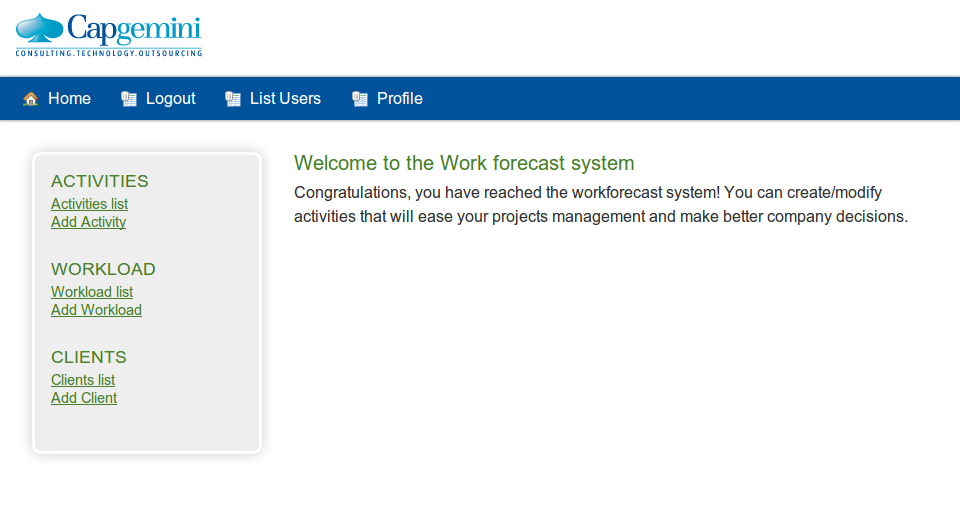 Capgemini
CONSULTING.TECHNOLOGY.OUTSOURCING
Home Logout List Users Profile
ACTIVITIES
Activities list
Add Activity
WORKLOAD
Workload list
Add Workload
CLIENTS
Clients list
Add Client
Welcome to the Work forecast system
Congratulations, you have reached the workforecast system! You can create/modify
activities that will ease your projects management and make better company decisions.